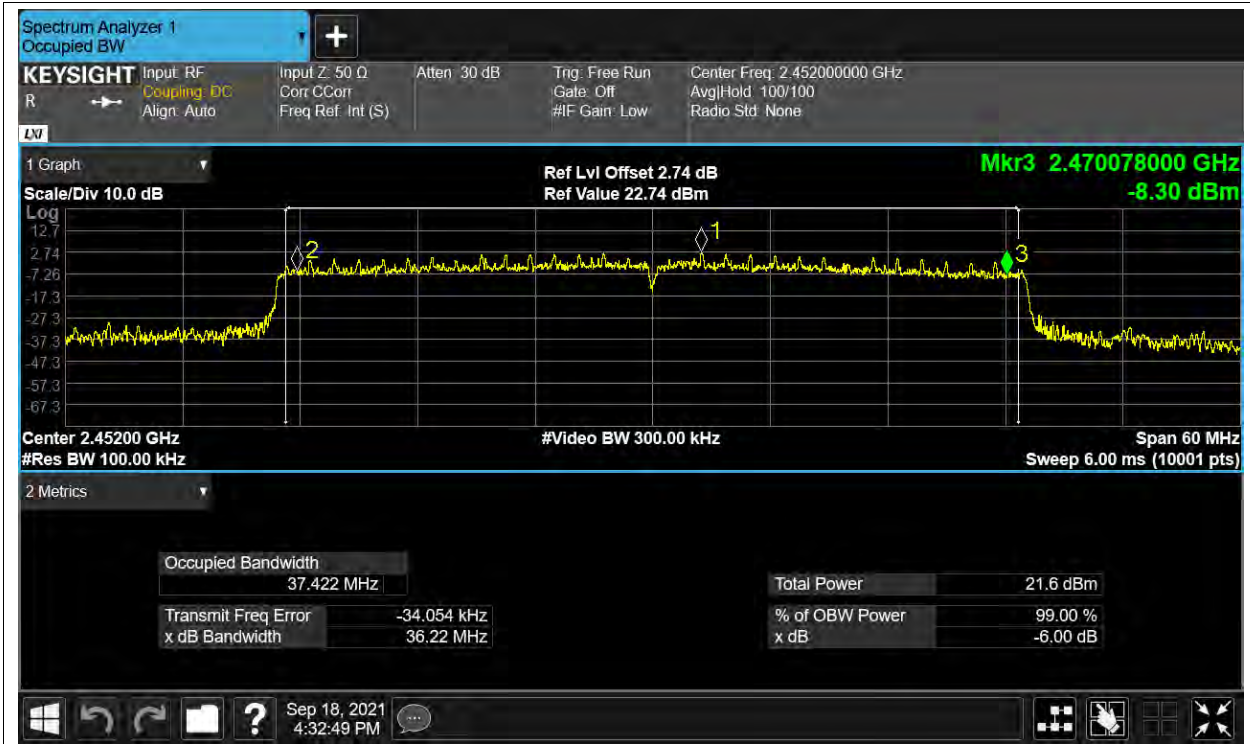 Spectrum Analyzer 1
Occupied BW
+
KEYSIGHT
R
LXI
Input: RF
Coupling: DC
Align: Auto
Input Z: 50 Ω
Corr CCorr
Freq Ref: Int (S)
Atten: 30 dB
Trig: Free Run
Gate: Off
#IF Gain: Low
Center Freq: 2.452000000 GHz
Avg|Hold: 100/100
Radio Std: None
1 Graph
Scale/Div 10.0 dB
Ref Lvl Offset 2.74 dB
Ref Value 22.74 dBm
Mkr3 2.470078000 GHz
-8.30 dBm
Log
12.7
2.74
-7.26
-17.3
-27.3
-37.3
-47.3
-57.3
-67.3
2
1
3
Center 2.45200 GHz
#Res BW 100.00 kHz
#Video BW 300.00 kHz
Span 60 MHz
Sweep 6.00 ms (10001 pts)
2 Metrics
Occupied Bandwidth
37.422 MHz
Transmit Freq Error -34.054 kHz
x dB Bandwidth 36.22 MHz
Total Power 21.6 dBm
% of OBW Power 99.00 %
x dB -6.00 dB
?
Sep 18, 2021
4:32:49 PM